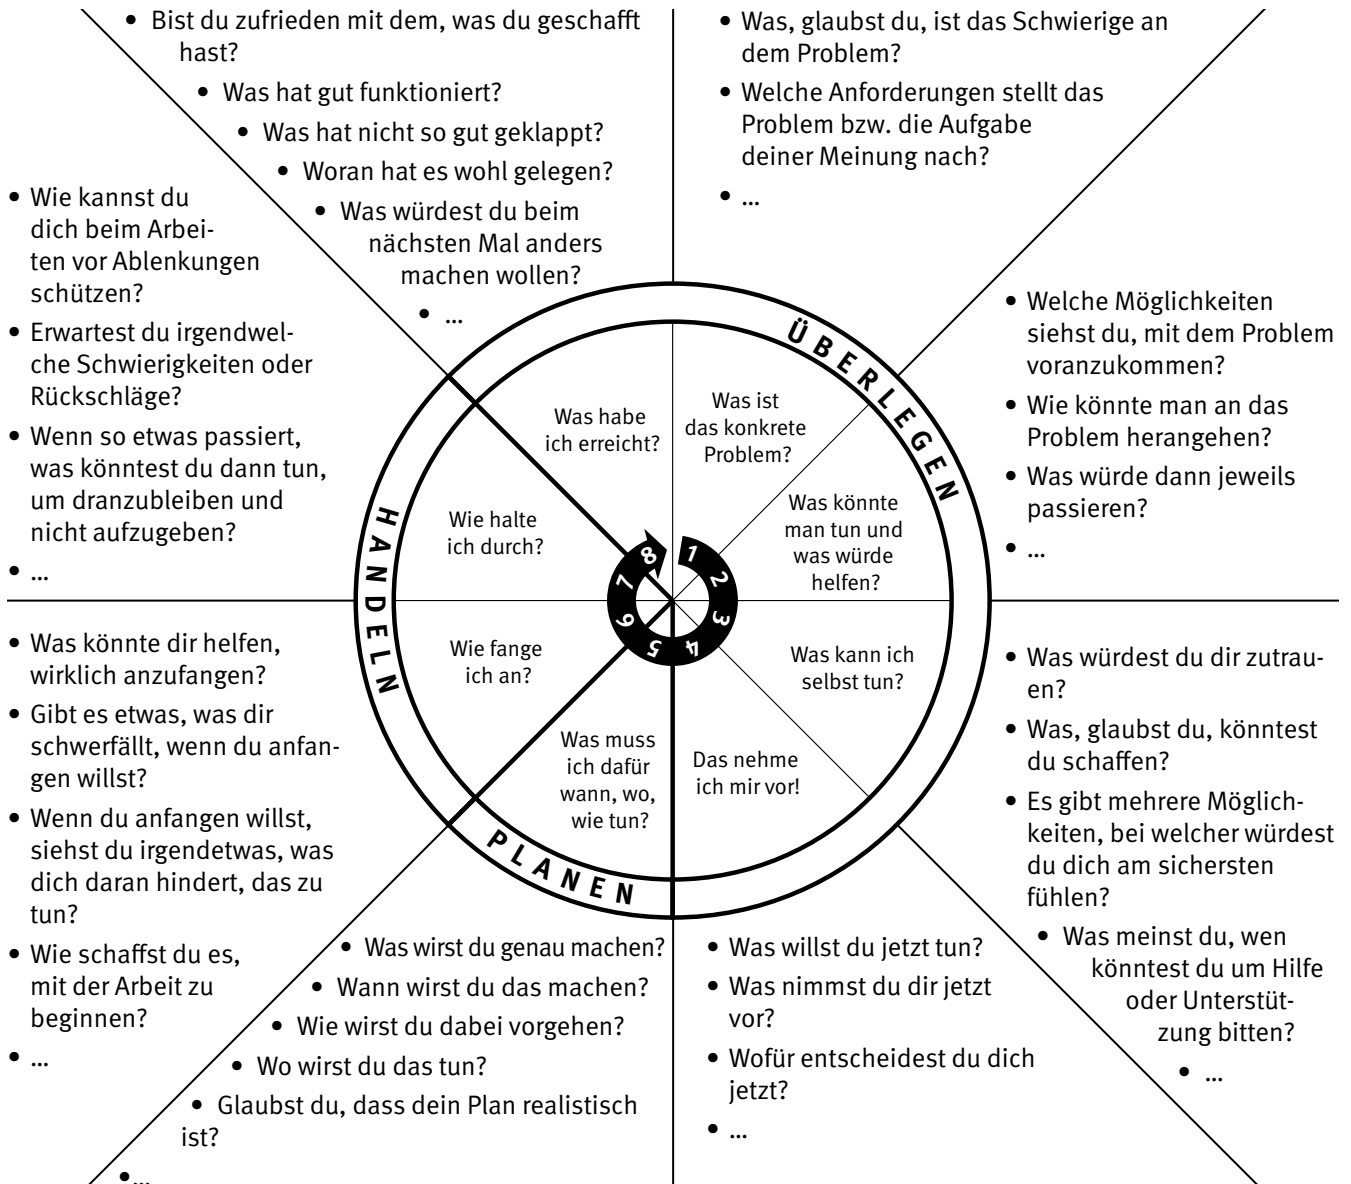 • Bist du zufrieden mit dem, was du geschafft
hast?
• Was hat gut funktioniert?
• Was hat nicht so gut geklappt?
• Woran hat es wohl gelegen?
• Was würdest du beim
nächsten Mal anders
machen wollen?
• ...
• Was, glaubst du, ist das Schwierige an
dem Problem?
• Welche Anforderungen stellt das
Problem bzw. die Aufgabe
deiner Meinung nach?
• ...
• Welche Möglichkeiten
siehst du, mit dem Problem
voranzukommen?
• Wie könnte man an das
Problem herangehen?
• Was würde dann jeweils
passieren?
• ...
• Was würdest du dir zutrau-
en?
• Was, glaubst du, könntest
du schaffen?
• Es gibt mehrere Möglich-
keiten, bei welcher würdest
du dich am sichersten
fühlen?
• Was meinst du, wen
könntest du um Hilfe
oder Unterstüt-
zung bitten?
• ...
• Was willst du jetzt tun?
• Was nimmst du dir jetzt
vor?
• Wofür entscheidest du dich
jetzt?
• ...
• Was wirst du genau machen?
• Wann wirst du das machen?
• Wie wirst du dabei vorgehen?
• Wo wirst du das tun?
• Glaubst du, dass dein Plan realistisch
ist?
• ...
• Was könnte dir helfen,
wirklich anzufangen?
• Gibt es etwas, was dir
schwerfällt, wenn du anfan-
gen willst?
• Wenn du anfangen willst,
siehst du irgendetwas, was
dich daran hindert, das zu
tun?
• Wie schaffst du es,
mit der Arbeit zu
beginnen?
• ...
• Wie kannst du
dich beim Arbei-
ten vor Ablenkungen
schützen?
• Erwartest du irgendwel-
che Schwierigkeiten oder
Rückschläge?
• Wenn so etwas passiert,
was könntest du dann tun,
um dranzubleiben und
nicht aufzugeben?
• ...
ÜBERLEGEN
PLANEN
HANDELN
Was ist
das konkrete
Problem?
Was könnte
man tun und
was würde
helfen?
Was kann ich
selbst tun?
Das nehme
ich mir vor!
Was muss
ich dafür
wann, wo,
wie tun?
Wie fange
ich an?
Wie halte
ich durch?
Was habe
ich erreicht?
1
2
3
4
5
6
7
8